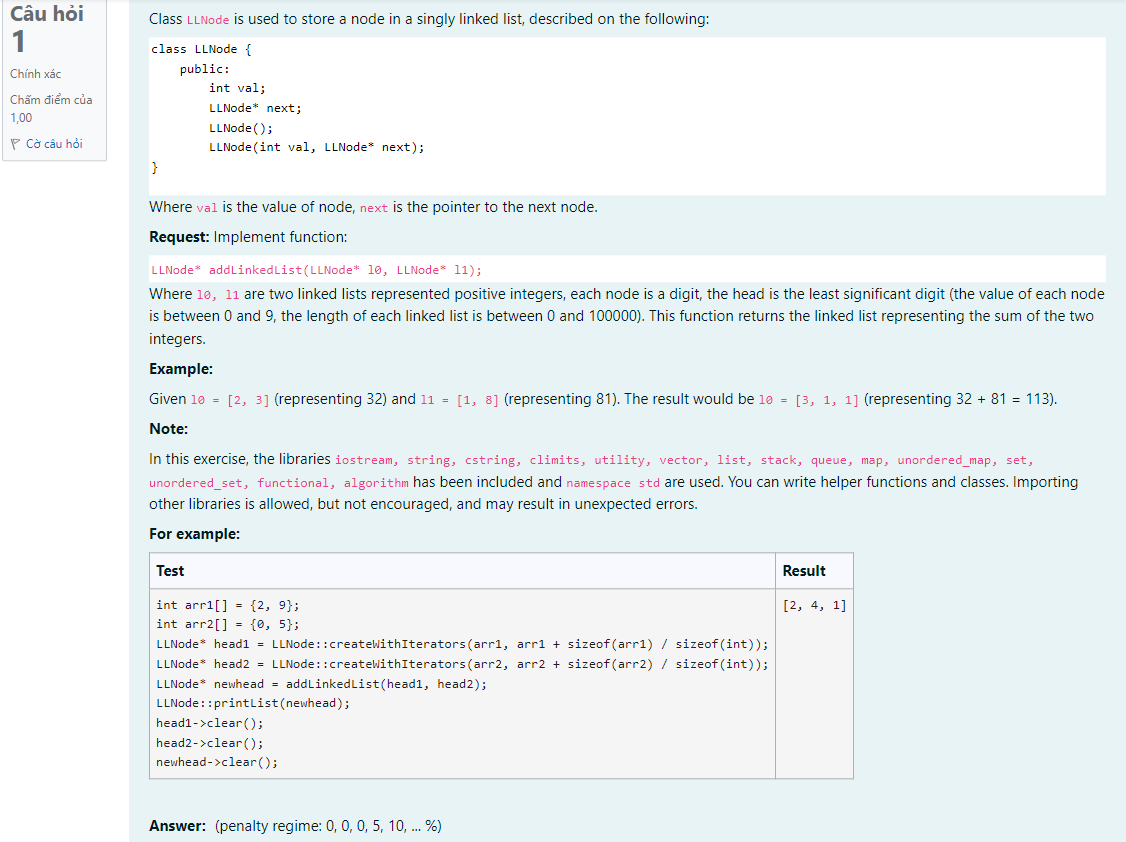 Câu hỏi
1
Chính xác
Chấm điểm của
1,00
Cờ câu hỏi
Class LLNode is used to store a node in a singly linked list, described on the following:
class LLNode {
    public:
        int val;
        LLNode* next;
        LLNode();
        LLNode(int val, LLNode* next);
}
Where val is the value of node, next is the pointer to the next node.
Request: Implement function:
LLNode* addLinkedList(LLNode* l0, LLNode* l1);
Where l0, l1 are two linked lists represented positive integers, each node is a digit, the head is the least significant digit (the value of each node
is between 0 and 9, the length of each linked list is between 0 and 100000). This function returns the linked list representing the sum of the two
integers.
Example:
Given l0 = [2, 3] (representing 32) and l1 = [1, 8] (representing 81). The result would be l0 = [3, 1, 1] (representing 32 + 81 = 113).
Note:
In this exercise, the libraries iostream, string, cstring, climits, utility, vector, list, stack, queue, map, unordered_map, set,
unordered_set, functional, algorithm has been included and namespace std are used. You can write helper functions and classes. Importing
other libraries is allowed, but not encouraged, and may result in unexpected errors.
For example:
Test Result
int arr1[] = {2, 9}; [2, 4, 1]
int arr2[] = {0, 5};
LLNode* head1 = LLNode::createWithIterators(arr1, arr1 + sizeof(arr1) / sizeof(int));
LLNode* head2 = LLNode::createWithIterators(arr2, arr2 + sizeof(arr2) / sizeof(int));
LLNode* newhead = addLinkedList(head1, head2);
LLNode::printList(newhead);
head1->clear();
head2->clear();
newhead->clear();
Answer: (penalty regime: 0, 0, 0, 5, 10, ... %)